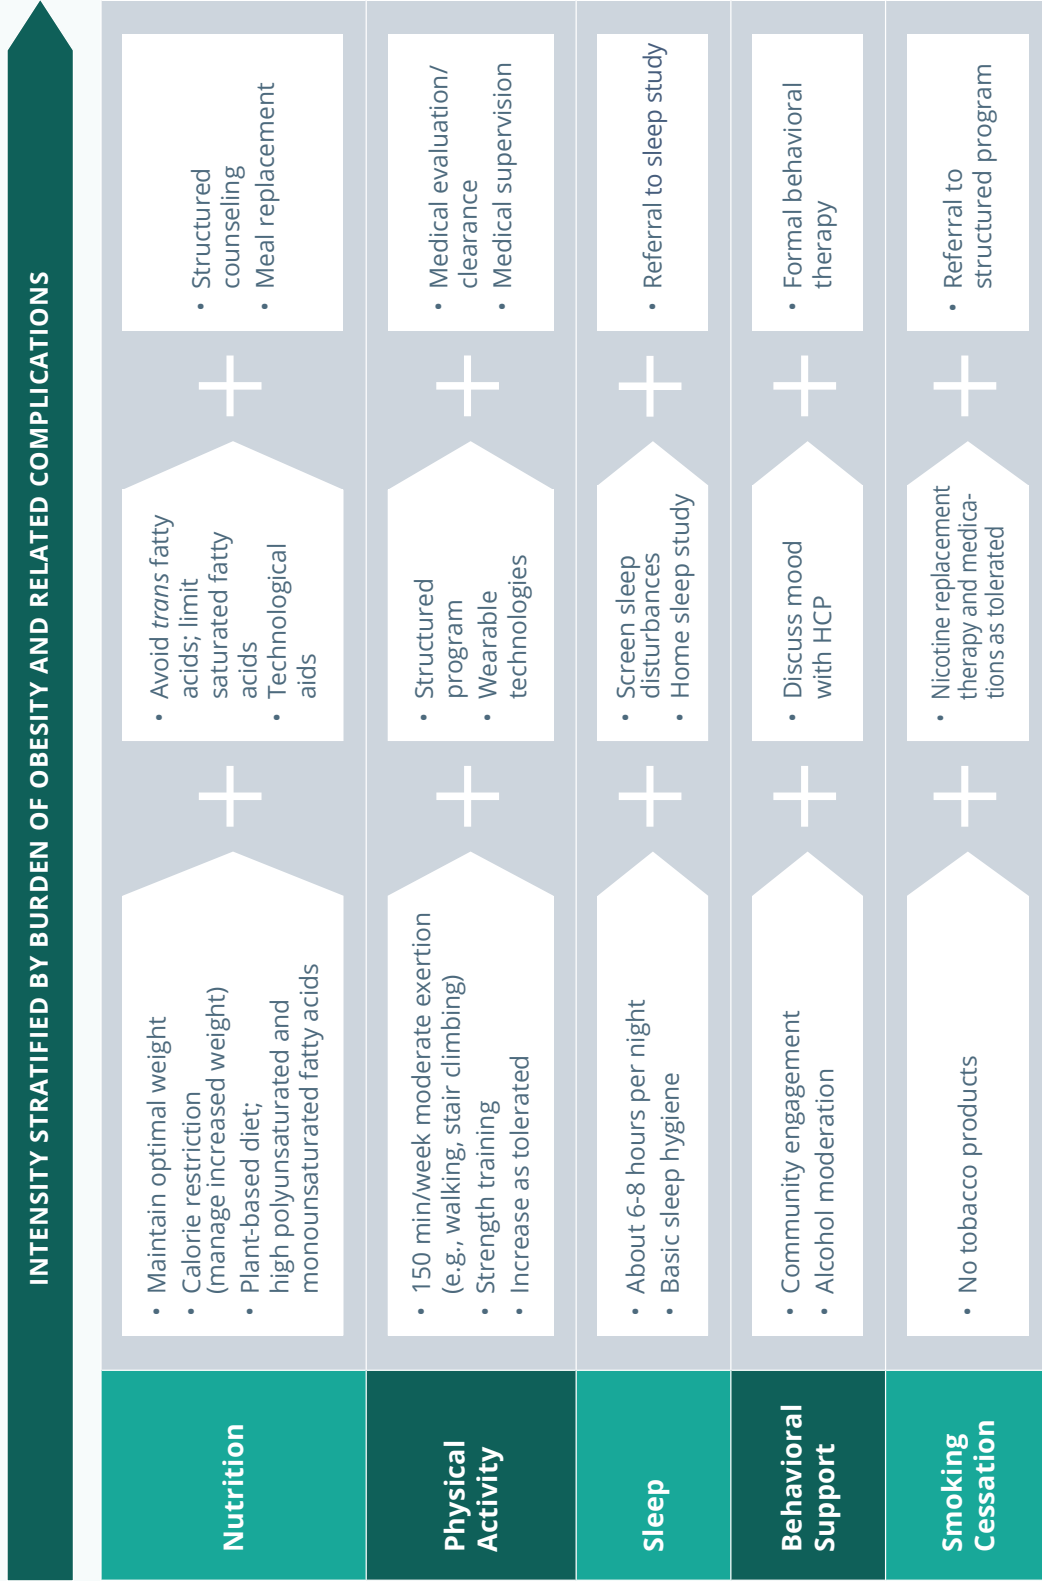 INTENSITY STRATIFIED BY BURDEN OF OBESITY AND RELATED COMPLICATIONS
Nutrition
• Maintain optimal weight
• Calorie restriction
(manage increased weight)
• Plant-based diet;
high polyunsaturated and
monounsaturated fatty acids
+
• Avoid trans fatty
acids; limit
saturated fatty
acids
• Technological
aids
+
• Structured
counseling
• Meal replacement
Physical
Activity
• 150 min/week moderate exertion
(e.g., walking, stair climbing)
• Strength training
• Increase as tolerated
+
• Structured
program
• Wearable
technologies
+
• Medical evaluation/
clearance
• Medical supervision
Sleep
• About 6-8 hours per night
• Basic sleep hygiene
+
• Screen sleep
disturbances
• Home sleep study
+
• Referral to sleep study
Behavioral
Support
• Community engagement
• Alcohol moderation
+
• Discuss mood
with HCP
+
• Formal behavioral
therapy
Smoking
Cessation
• No tobacco products
+
• Nicotine replacement
therapy and medica-
tions as tolerated
+
• Referral to
structured program